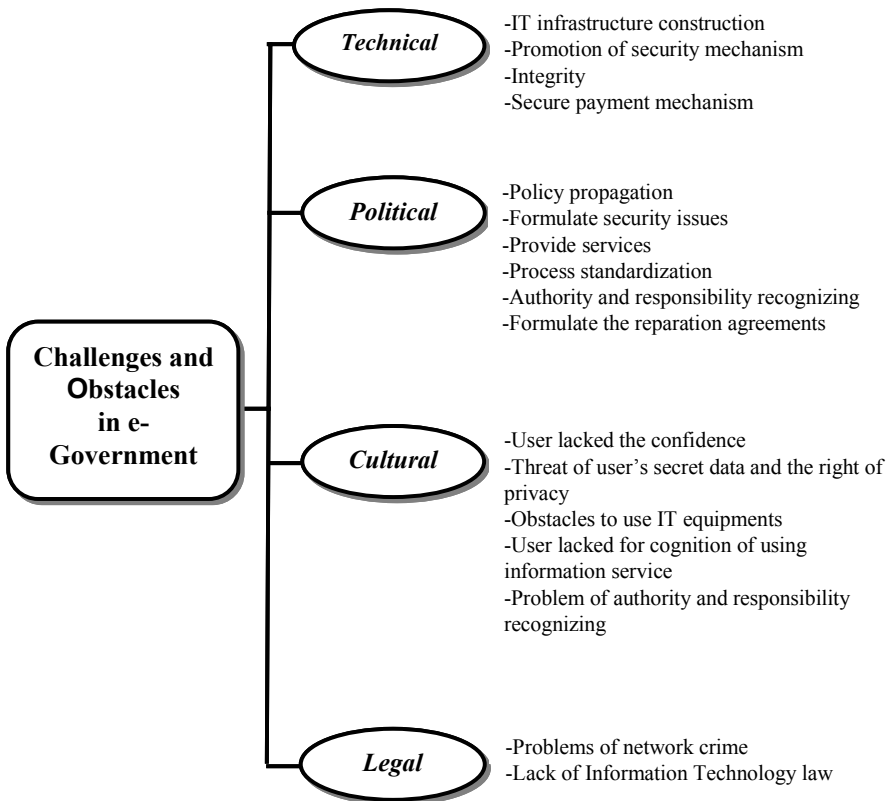 Challenges and
Obstacles
in e-
Government
Technical
-IT infrastructure construction
-Promotion of security mechanism
-Integrity
-Secure payment mechanism
Political
-Policy propagation
-Formulate security issues
-Provide services
-Process standardization
-Authority and responsibility recognizing
-Formulate the reparation agreements
Cultural
-User lacked the confidence
-Threat of user’s secret data and the right of
privacy
-Obstacles to use IT equipments
-User lacked for cognition of using
information service
-Problem of authority and responsibility
recognizing
Legal
-Problems of network crime
-Lack of Information Technology law